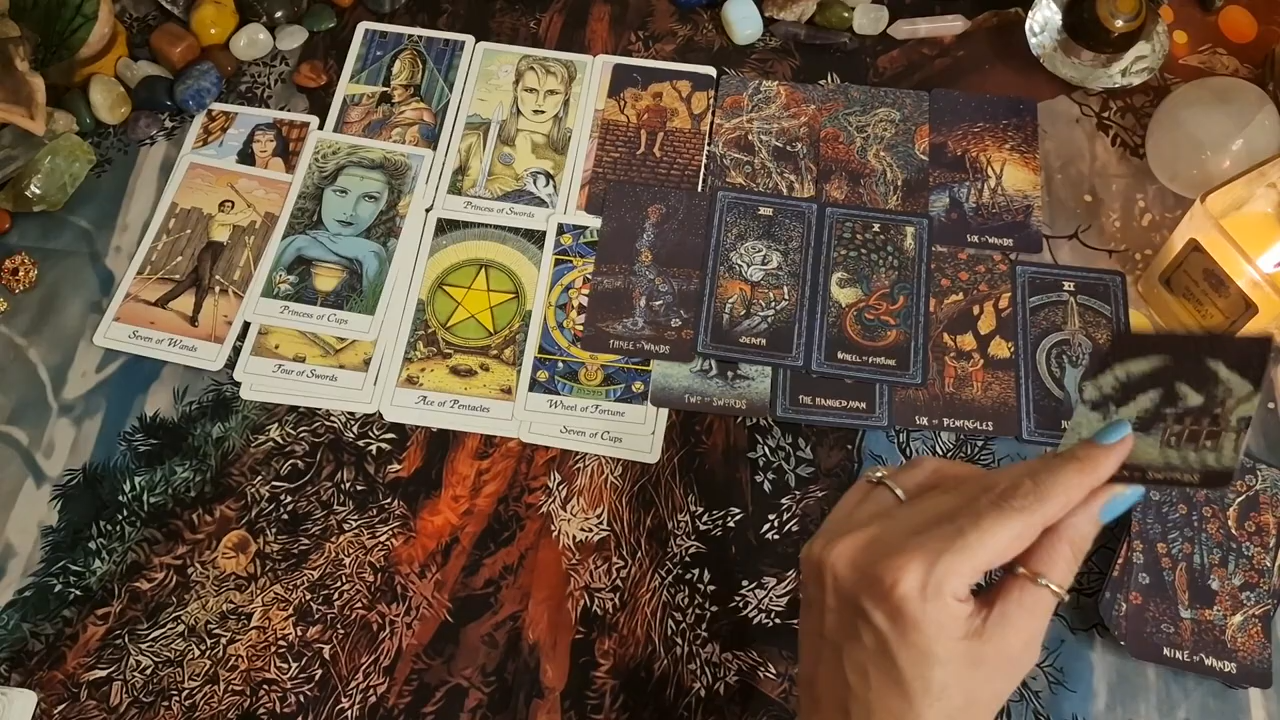 Princess of Swords
SIX oF WANDS
Seven of Wands
Princess of Cups
Four of Swords
Ace of Pentacles
Wheel of Fortune
Seven of Cups
THREE oF WANDS
XIII
DEATH
X
WHEEL oF FORTUNE
XI
TWO oF SWORDS
THE HANGED MAN
SIX oF PENTACLES
NINE oF WANDS